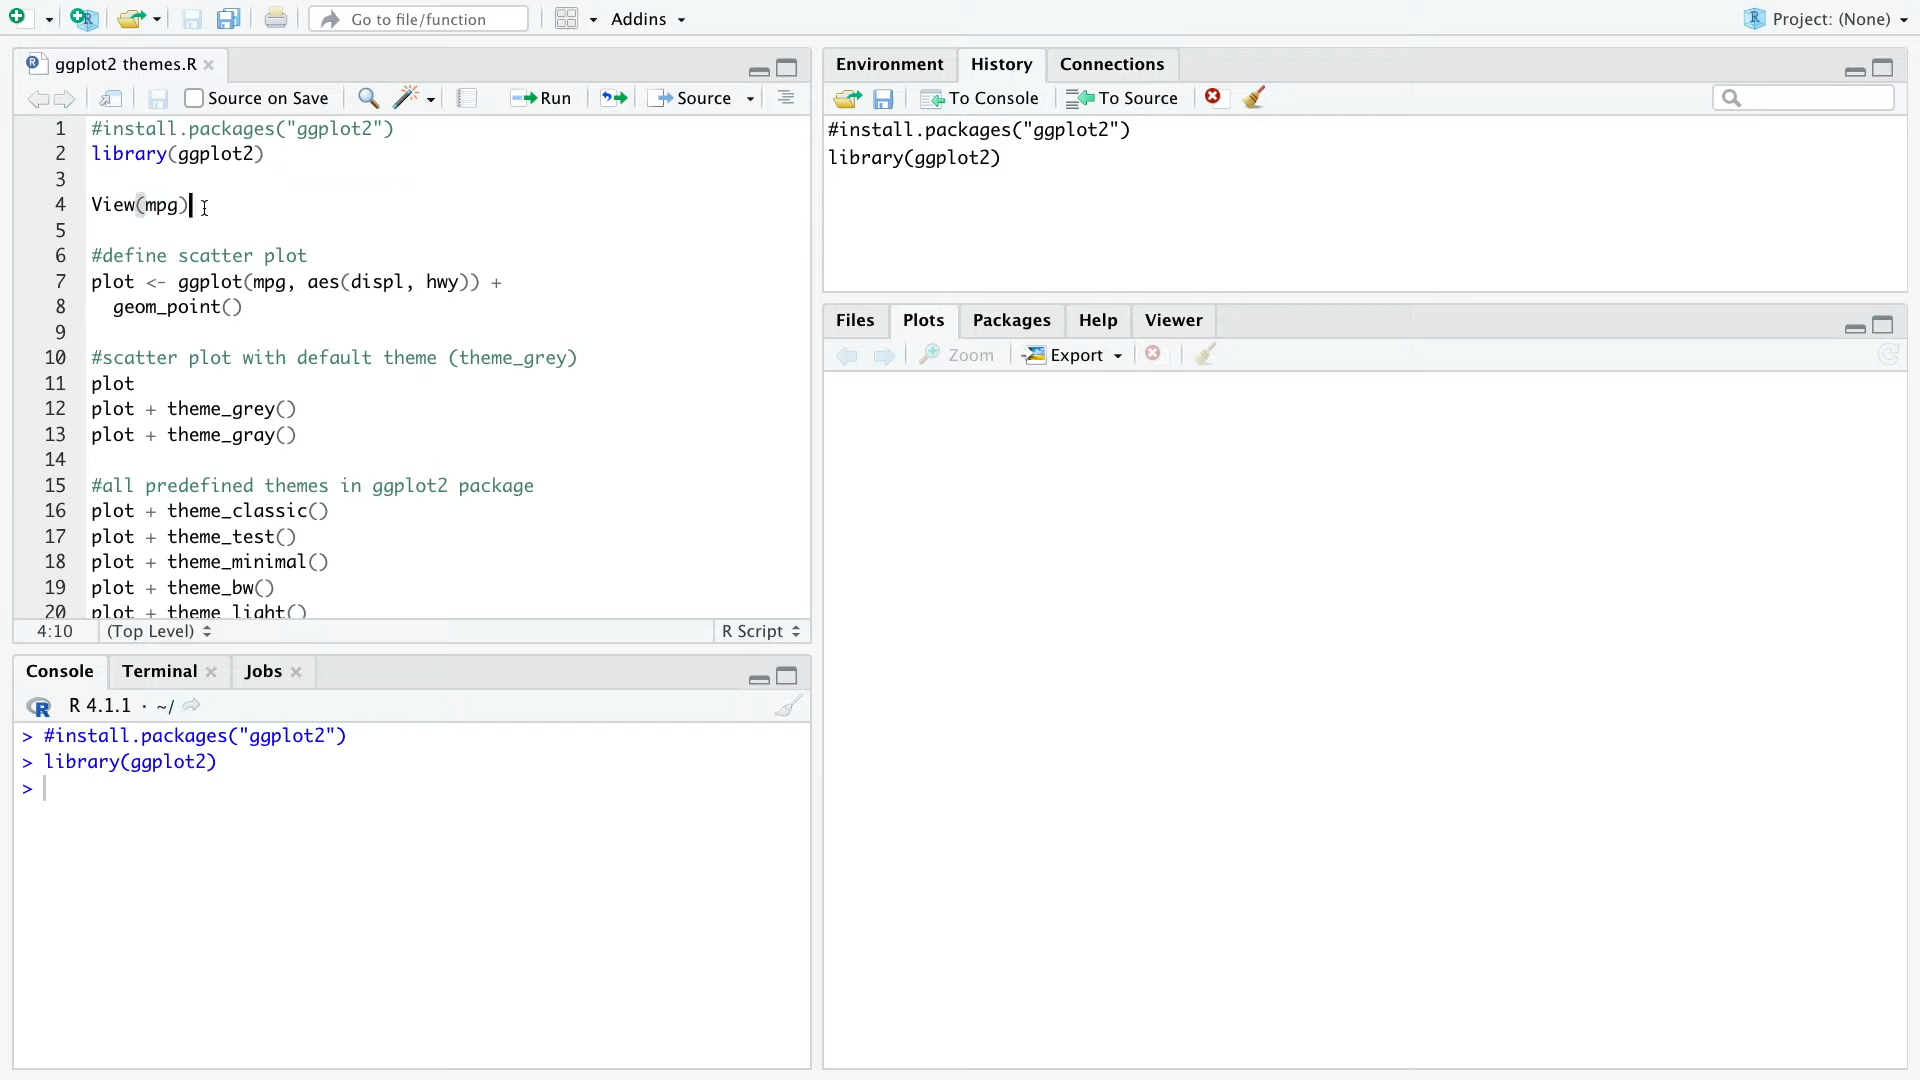 Go to file/function
Addins
Project: (None)
ggplot2 themes.R
Source on Save
Run
Source
1 #install.packages("ggplot2")
2 library(ggplot2)
3
4 View(mpg)
5
6 #define scatter plot
7 plot <- ggplot(mpg, aes(displ, hwy)) +
8 geom_point()
9
10 #scatter plot with default theme (theme_grey)
11 plot
12 plot + theme_grey()
13 plot + theme_gray()
14
15 #all predefined themes in ggplot2 package
16 plot + theme_classic()
17 plot + theme_test()
18 plot + theme_minimal()
19 plot + theme_bw()
20 plot + theme_light()
4:10 (Top Level) R Script
Console Terminal Jobs
R 4.1.1 · ~/
> #install.packages("ggplot2")
> library(ggplot2)
>
Environment History Connections
To Console To Source
#install.packages("ggplot2")
library(ggplot2)
Files Plots Packages Help Viewer
Zoom Export